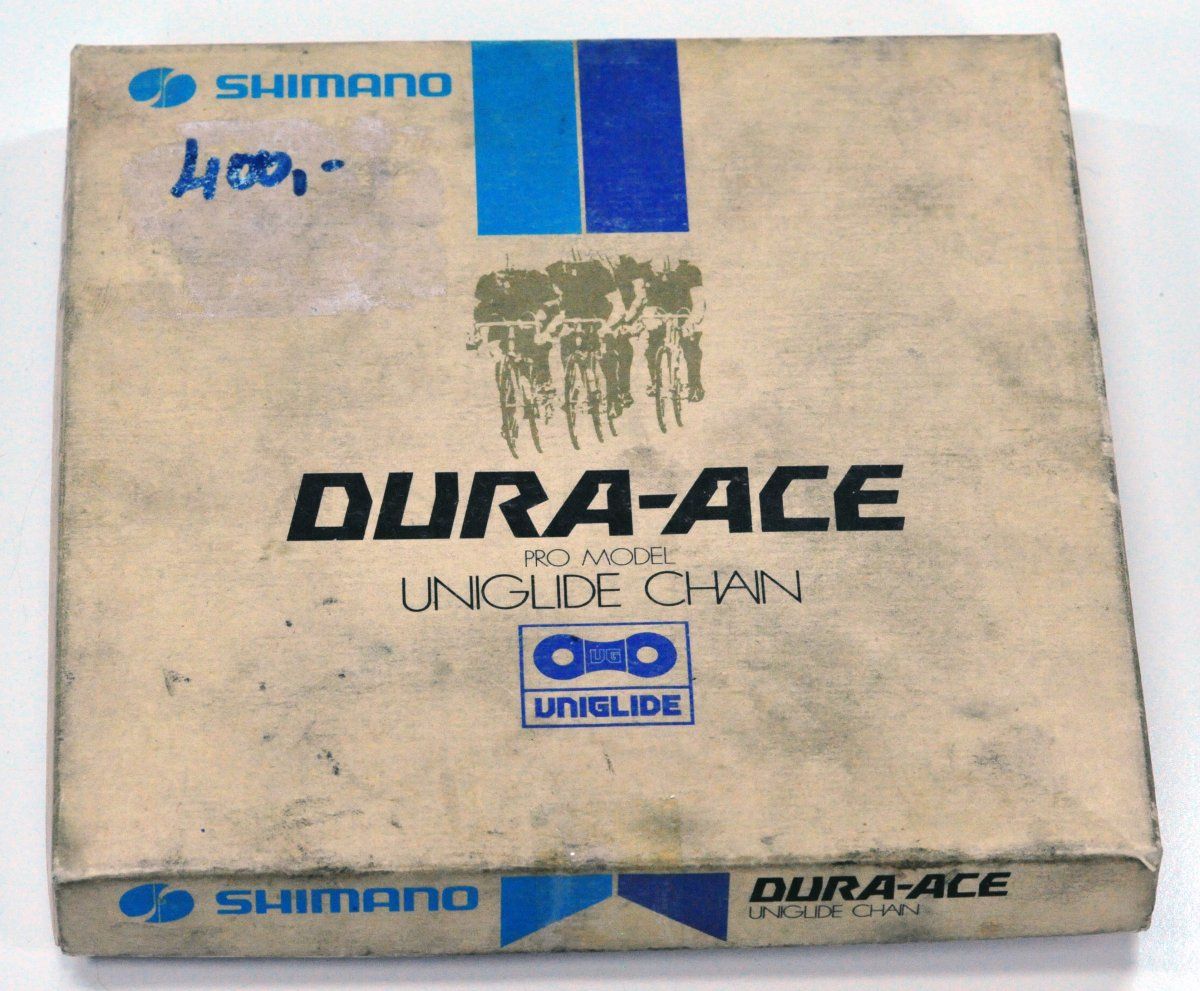 SHIMANO
400,-
DURA-ACE
PRO MODEL
UNIGLIDE CHAIN
UG
UNIGLIDE
SHIMANO
DURA-ACE
UNIGLIDE CHAIN